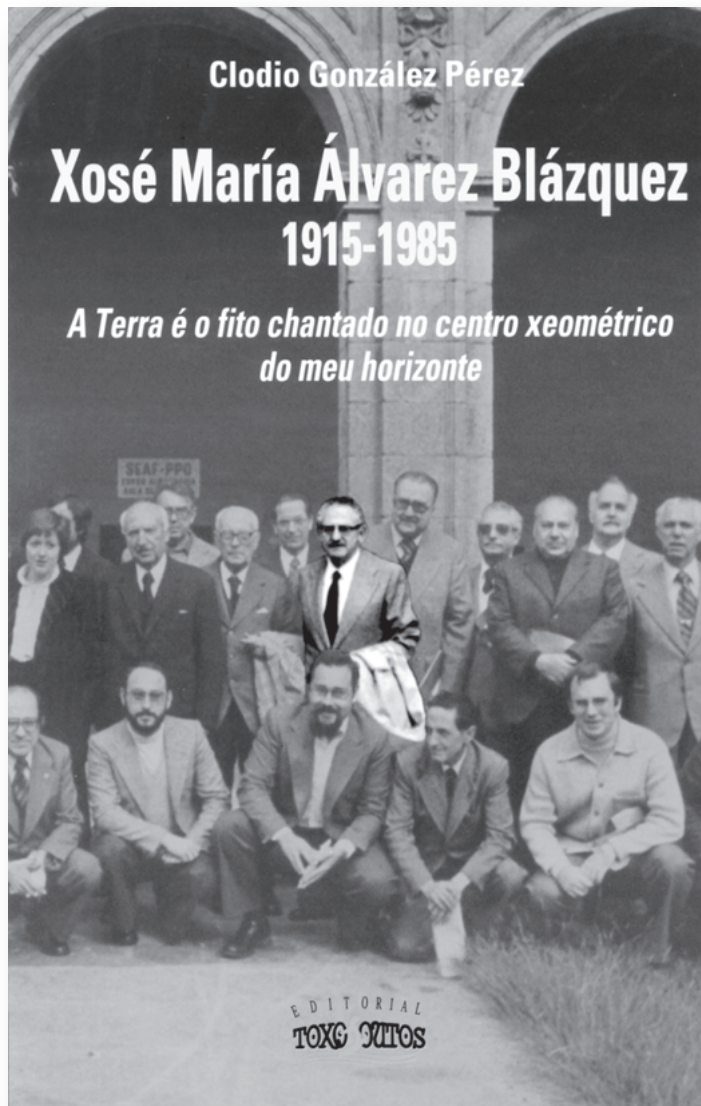 Clodio González Pérez
Xosé María Álvarez Blázquez
1915-1985
A Terra é o fito chantado no centro xeométrico
do meu horizonte
SEAF-PPO
EDITORIAL
TOXOSOUTOS